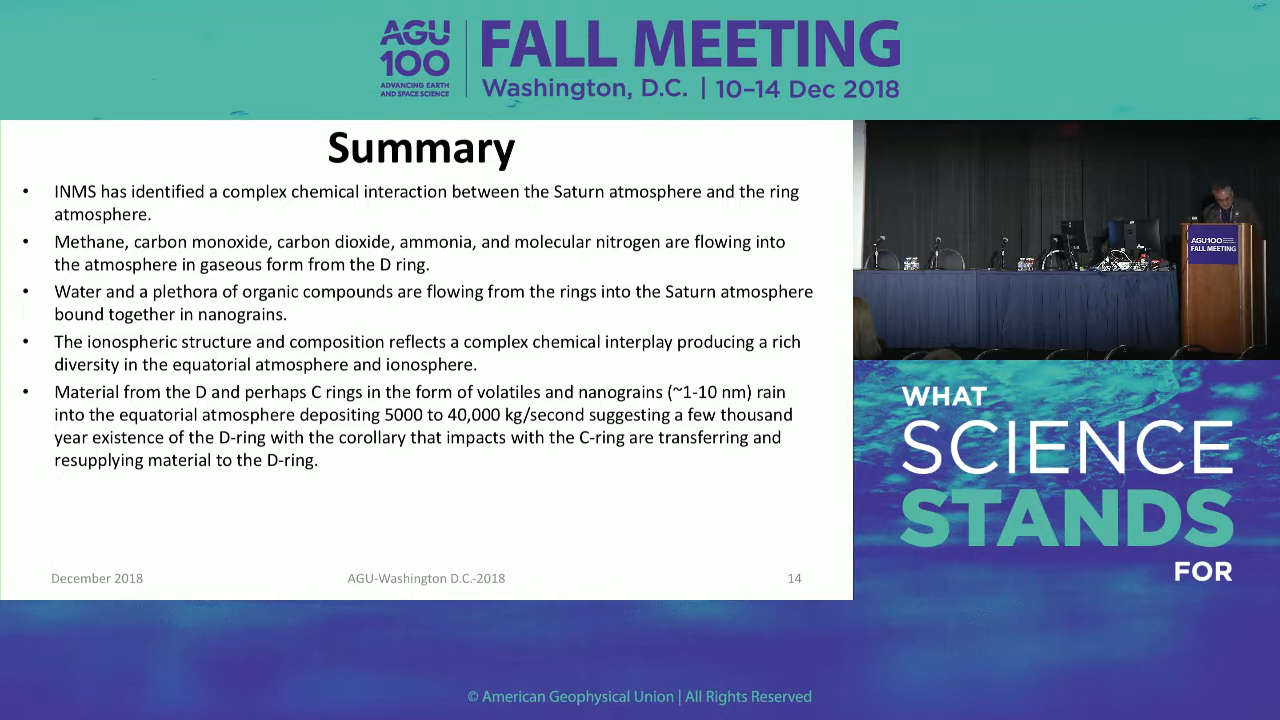 AGU
100
ADVANCING EARTH
AND SPACE SCIENCE
FALL MEETING
Washington, D.C. | 10–14 Dec 2018
Summary
• INMS has identified a complex chemical interaction between the Saturn atmosphere and the ring
atmosphere.
• Methane, carbon monoxide, carbon dioxide, ammonia, and molecular nitrogen are flowing into
the atmosphere in gaseous form from the D ring.
• Water and a plethora of organic compounds are flowing from the rings into the Saturn atmosphere
bound together in nanograins.
• The ionospheric structure and composition reflects a complex chemical interplay producing a rich
diversity in the equatorial atmosphere and ionosphere.
• Material from the D and perhaps C rings in the form of volatiles and nanograins (~1-10 nm) rain
into the equatorial atmosphere depositing 5000 to 40,000 kg/second suggesting a few thousand
year existence of the D-ring with the corollary that impacts with the C-ring are transferring and
resupplying material to the D-ring.
December 2018
AGU-Washington D.C.-2018
14
AGU100
FALL MEETING
WHAT
SCIENCE
STANDS
FOR
© American Geophysical Union | All Rights Reserved